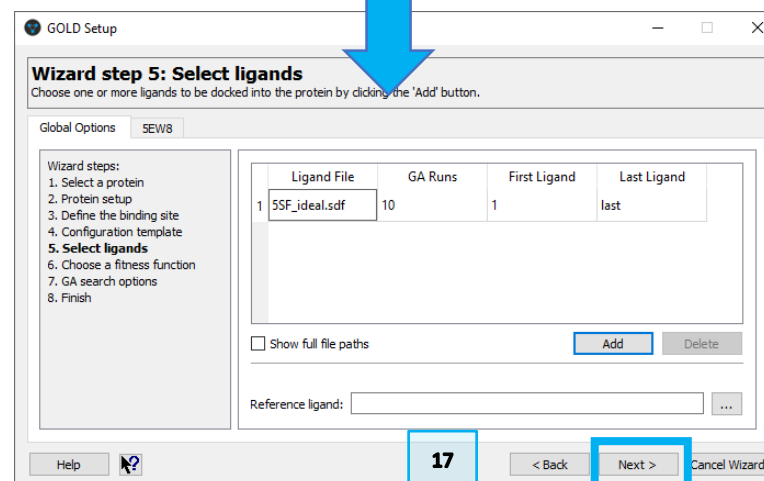 GOLD Setup
Wizard step 5: Select ligands
Choose one or more ligands to be docked into the protein by clicking the 'Add' button.
Global Options 5EW8
Wizard steps:
1. Select a protein
2. Protein setup
3. Define the binding site
4. Configuration template
5. Select ligands
6. Choose a fitness function
7. GA search options
8. Finish
Ligand File GA Runs First Ligand Last Ligand
1 5SF_ideal.sdf 10 1 last
Show full file paths Add Delete
Reference ligand: ...
Help ? 17 < Back Next > Cancel Wizard